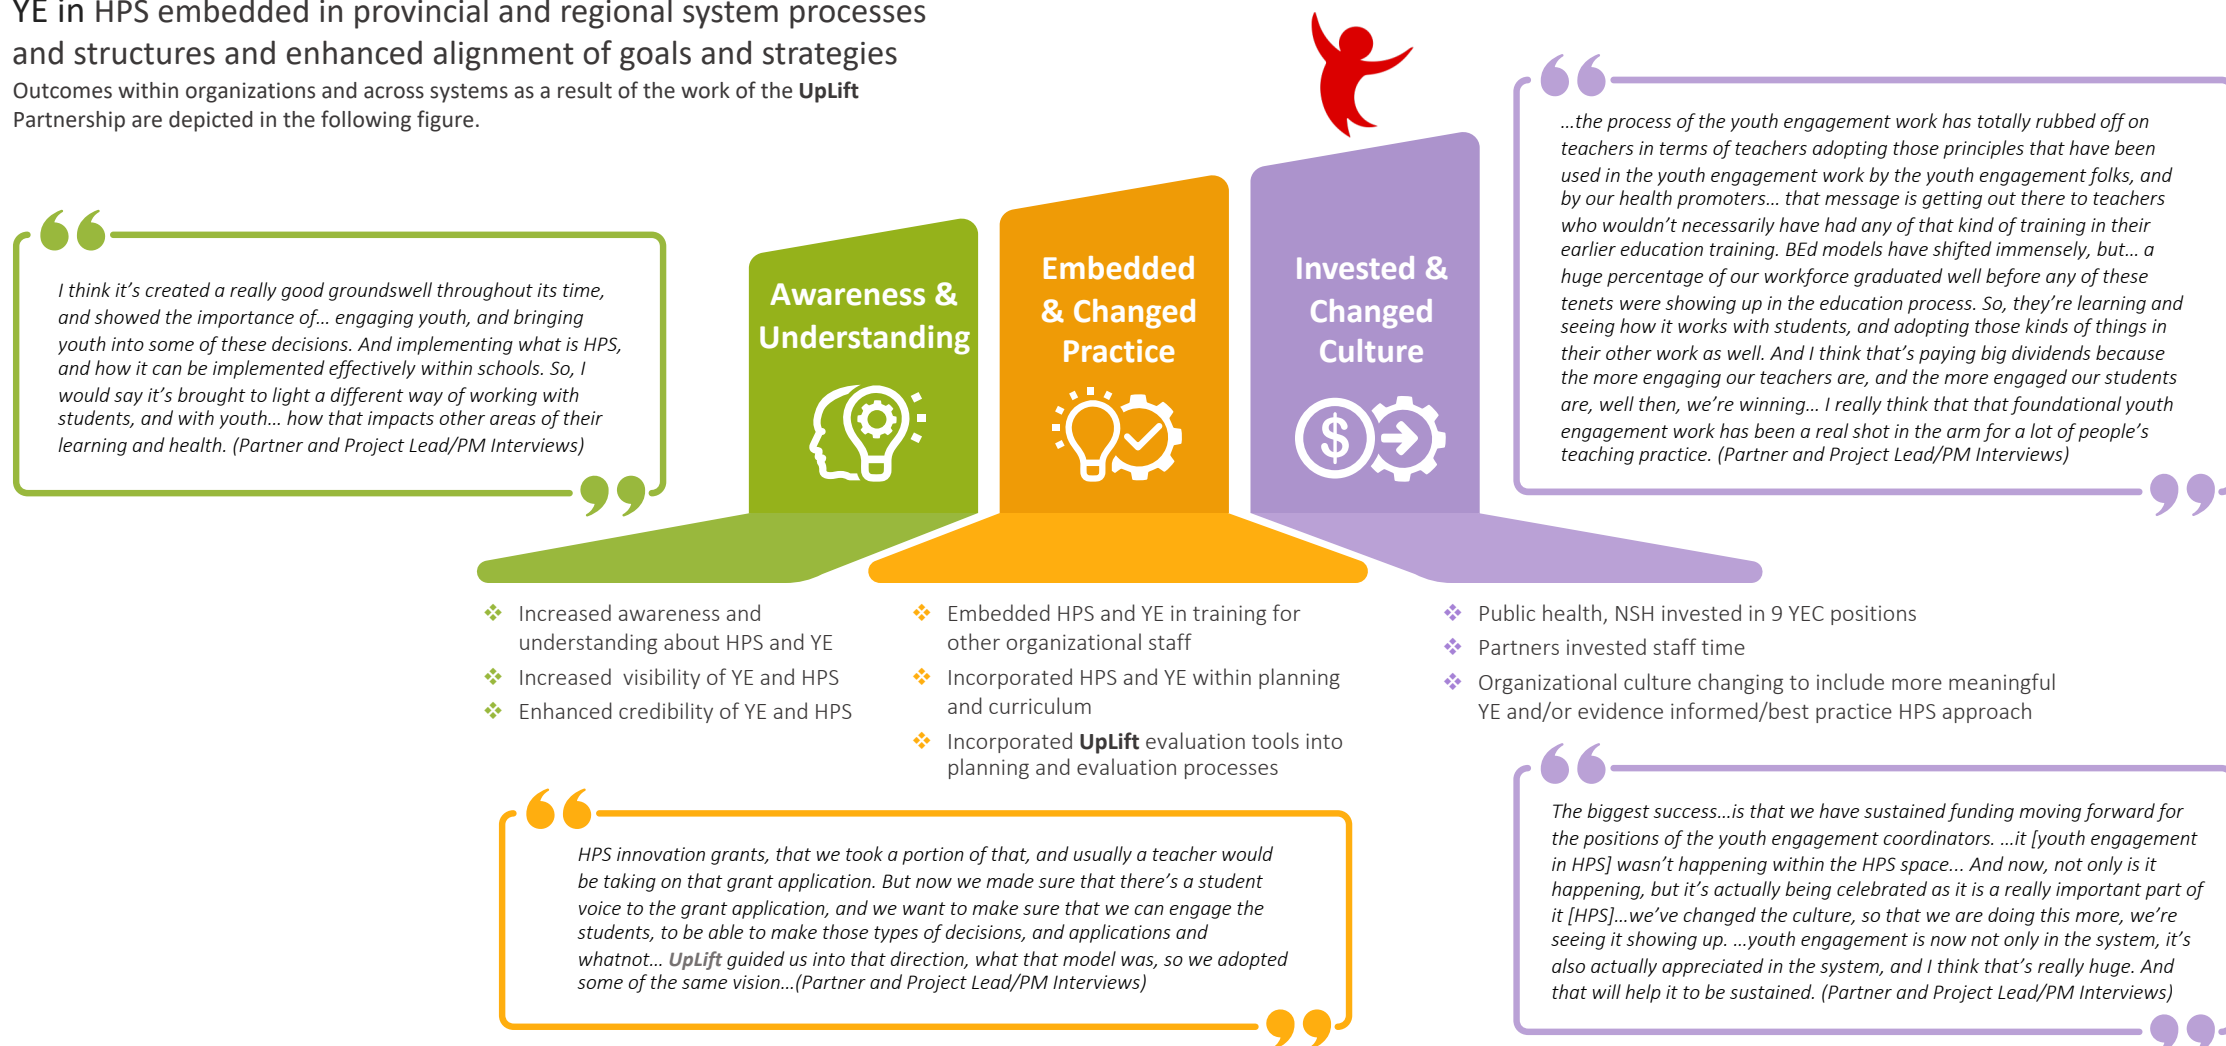 YE in HPS embedded in provincial and regional system processes
and structures and enhanced alignment of goals and strategies
Outcomes within organizations and across systems as a result of the work of the UpLift
Partnership are depicted in the following figure.
I think it’s created a really good groundswell throughout its time,
and showed the importance of… engaging youth, and bringing
youth into some of these decisions. And implementing what is HPS,
and how it can be implemented effectively within schools. So, I
would say it’s brought to light a different way of working with
students, and with youth… how that impacts other areas of their
learning and health. (Partner and Project Lead/PM Interviews)
Awareness &
Understanding
Embedded
& Changed
Practice
Invested &
Changed
Culture
…the process of the youth engagement work has totally rubbed off on
teachers in terms of teachers adopting those principles that have been
used in the youth engagement work by the youth engagement folks, and
by our health promoters… that message is getting out there to teachers
who wouldn’t necessarily have had any of that kind of training in their
earlier education training. BEd models have shifted immensely, but… a
huge percentage of our workforce graduated well before any of these
tenets were showing up in the education process. So, they’re learning and
seeing how it works with students, and adopting those kinds of things in
their other work as well. And I think that’s paying big dividends because
the more engaging our teachers are, and the more engaged our students
are, well then, we’re winning… I really think that that foundational youth
engagement work has been a real shot in the arm for a lot of people’s
teaching practice. (Partner and Project Lead/PM Interviews)
❖ Increased awareness and
understanding about HPS and YE
❖ Increased visibility of YE and HPS
❖ Enhanced credibility of YE and HPS
❖ Embedded HPS and YE in training for
other organizational staff
❖ Incorporated HPS and YE within planning
and curriculum
❖ Incorporated UpLift evaluation tools into
planning and evaluation processes
❖ Public health, NSH invested in 9 YEC positions
❖ Partners invested staff time
❖ Organizational culture changing to include more meaningful
YE and/or evidence informed/best practice HPS approach
HPS innovation grants, that we took a portion of that, and usually a teacher would
be taking on that grant application. But now we made sure that there’s a student
voice to the grant application, and we want to make sure that we can engage the
students, to be able to make those types of decisions, and applications and
whatnot… UpLift guided us into that direction, what that model was, so we adopted
some of the same vision…(Partner and Project Lead/PM Interviews)
The biggest success…is that we have sustained funding moving forward for
the positions of the youth engagement coordinators. …it [youth engagement
in HPS] wasn’t happening within the HPS space… And now, not only is it
happening, but it’s actually being celebrated as it is a really important part of
it [HPS]…we’ve changed the culture, so that we are doing this more, we’re
seeing it showing up. …youth engagement is now not only in the system, it’s
also actually appreciated in the system, and I think that’s really huge. And
that will help it to be sustained. (Partner and Project Lead/PM Interviews)